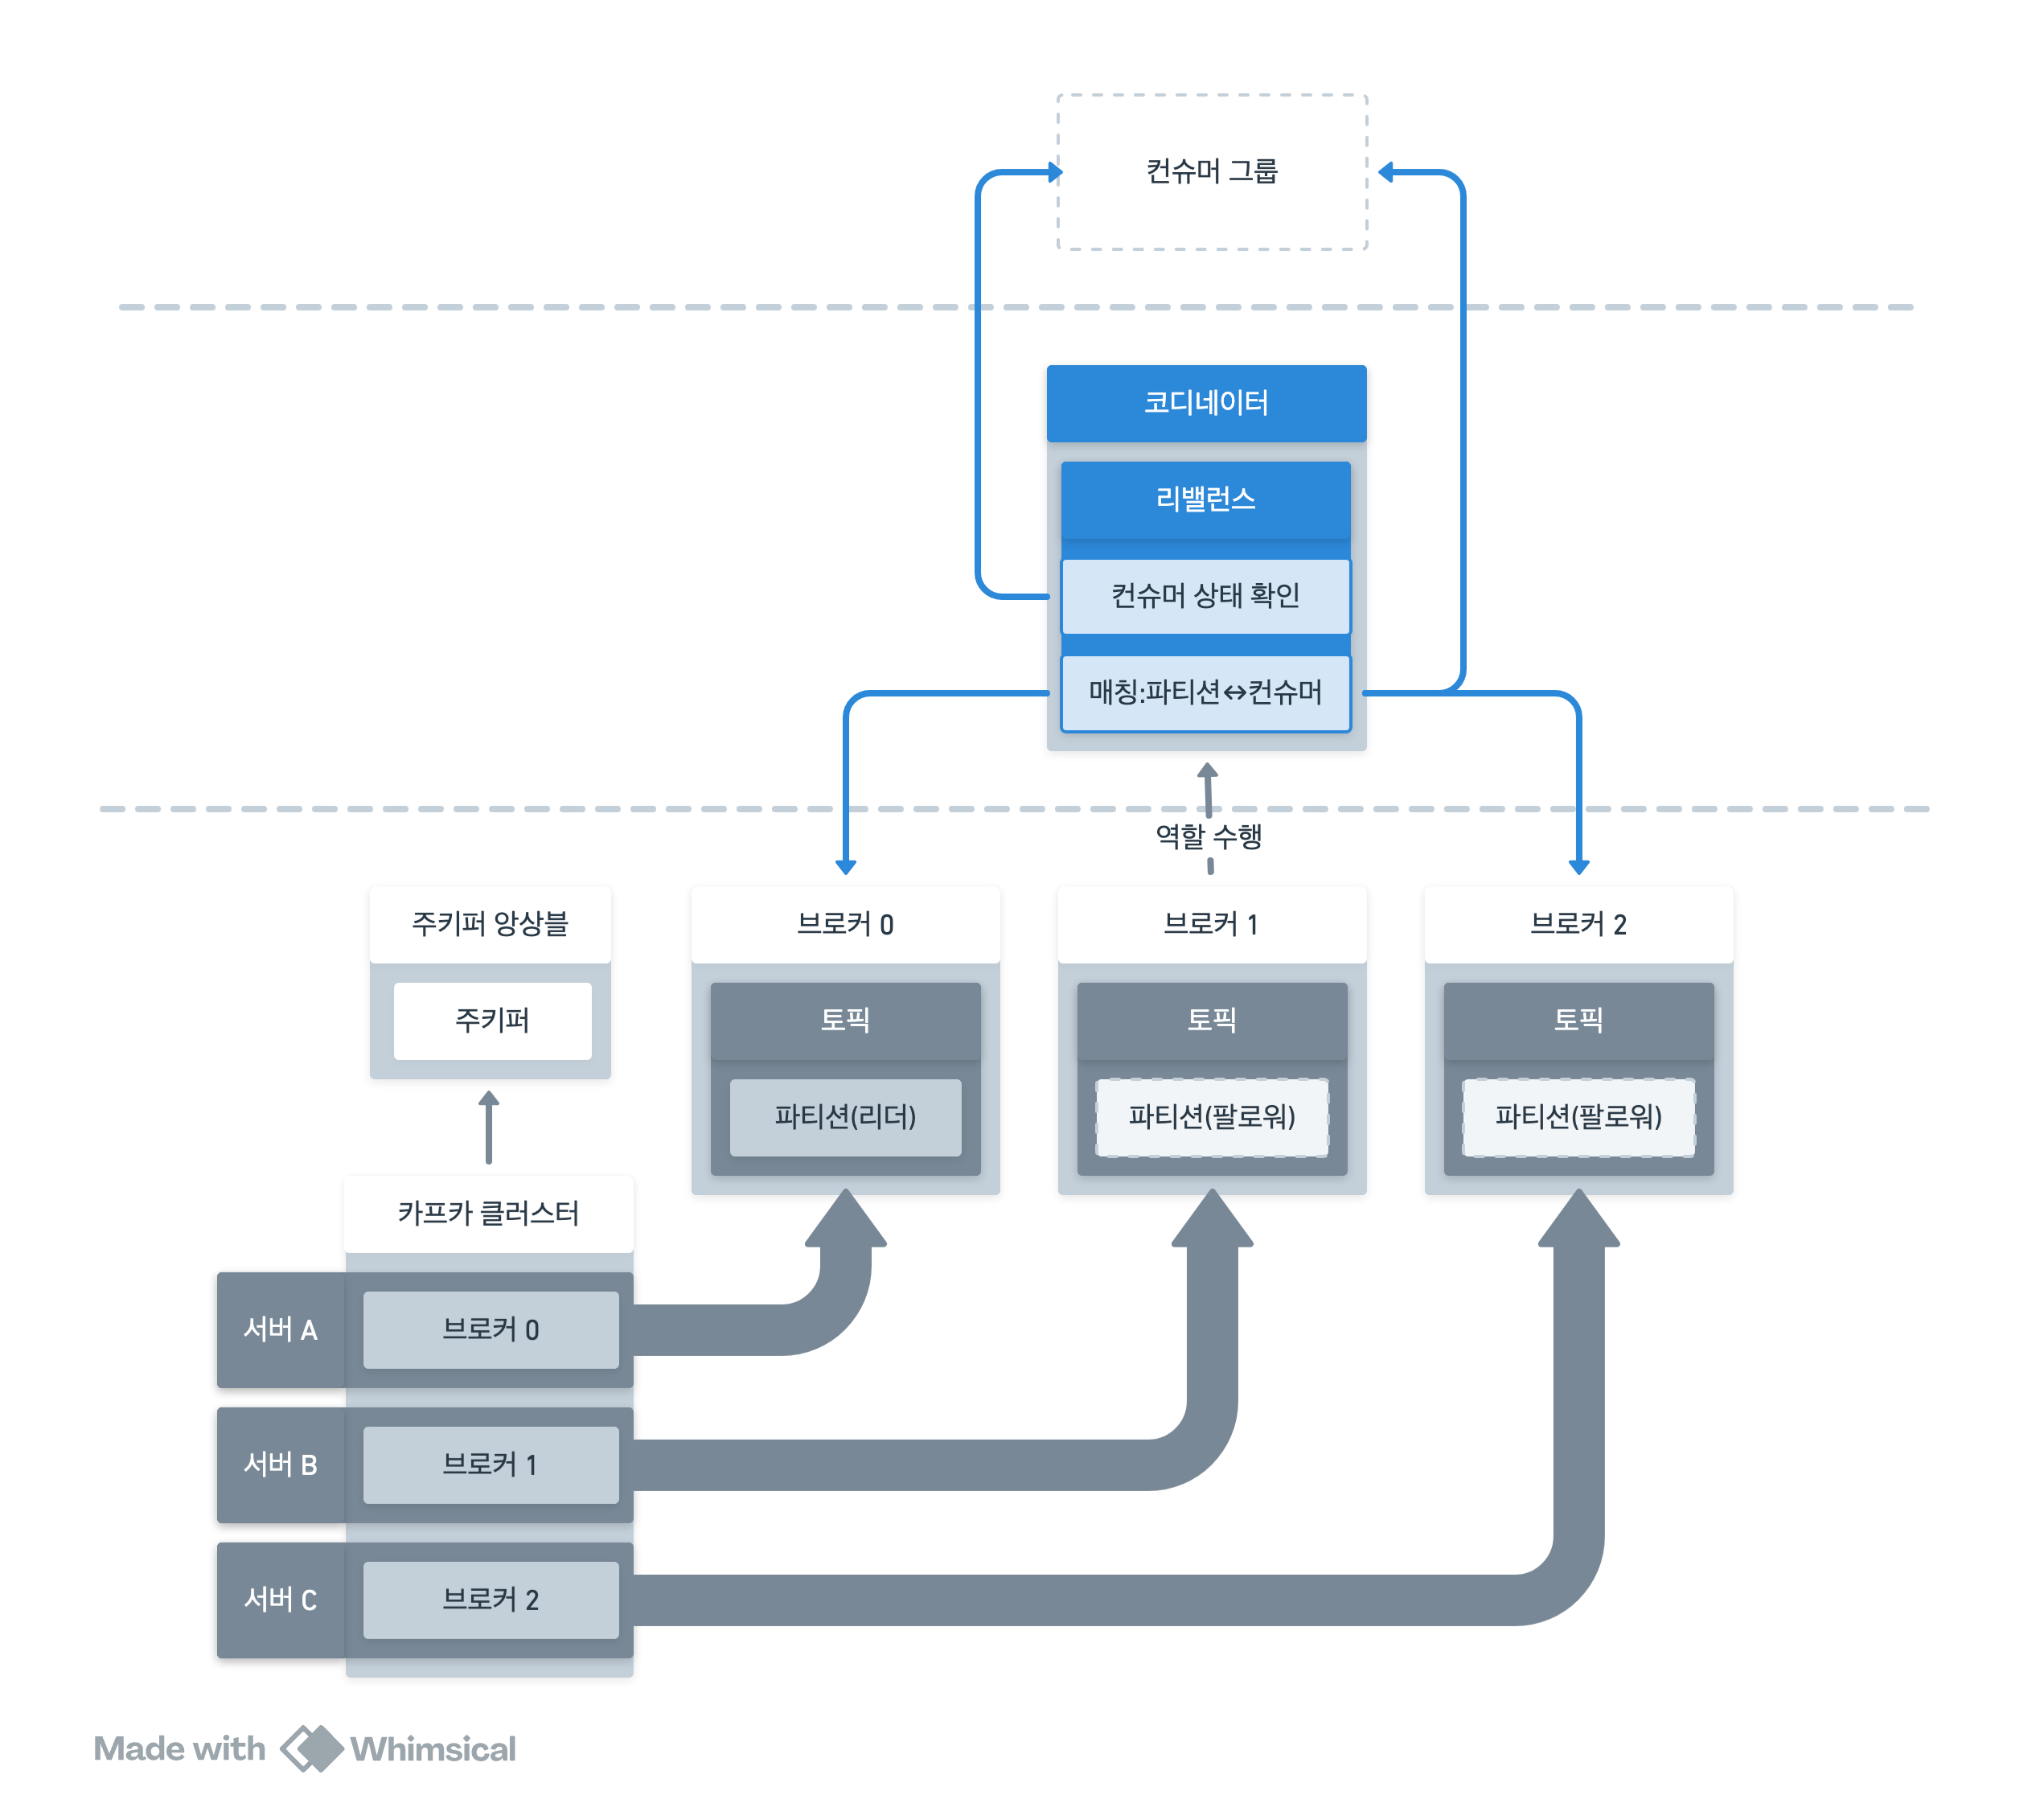 컨슈머 그룹
코디네이터
리밸런스
컨슈머 상태 확인
매칭:파티션↔컨슈머
역할 수행
주키퍼 앙상블
주키퍼
브로커 0
토픽
파티션(리더)
브로커 1
토픽
파티션(팔로워)
브로커 2
토픽
파티션(팔로워)
카프카 클러스터
서버 A
브로커 0
서버 B
브로커 1
서버 C
브로커 2
Made with Whimsical